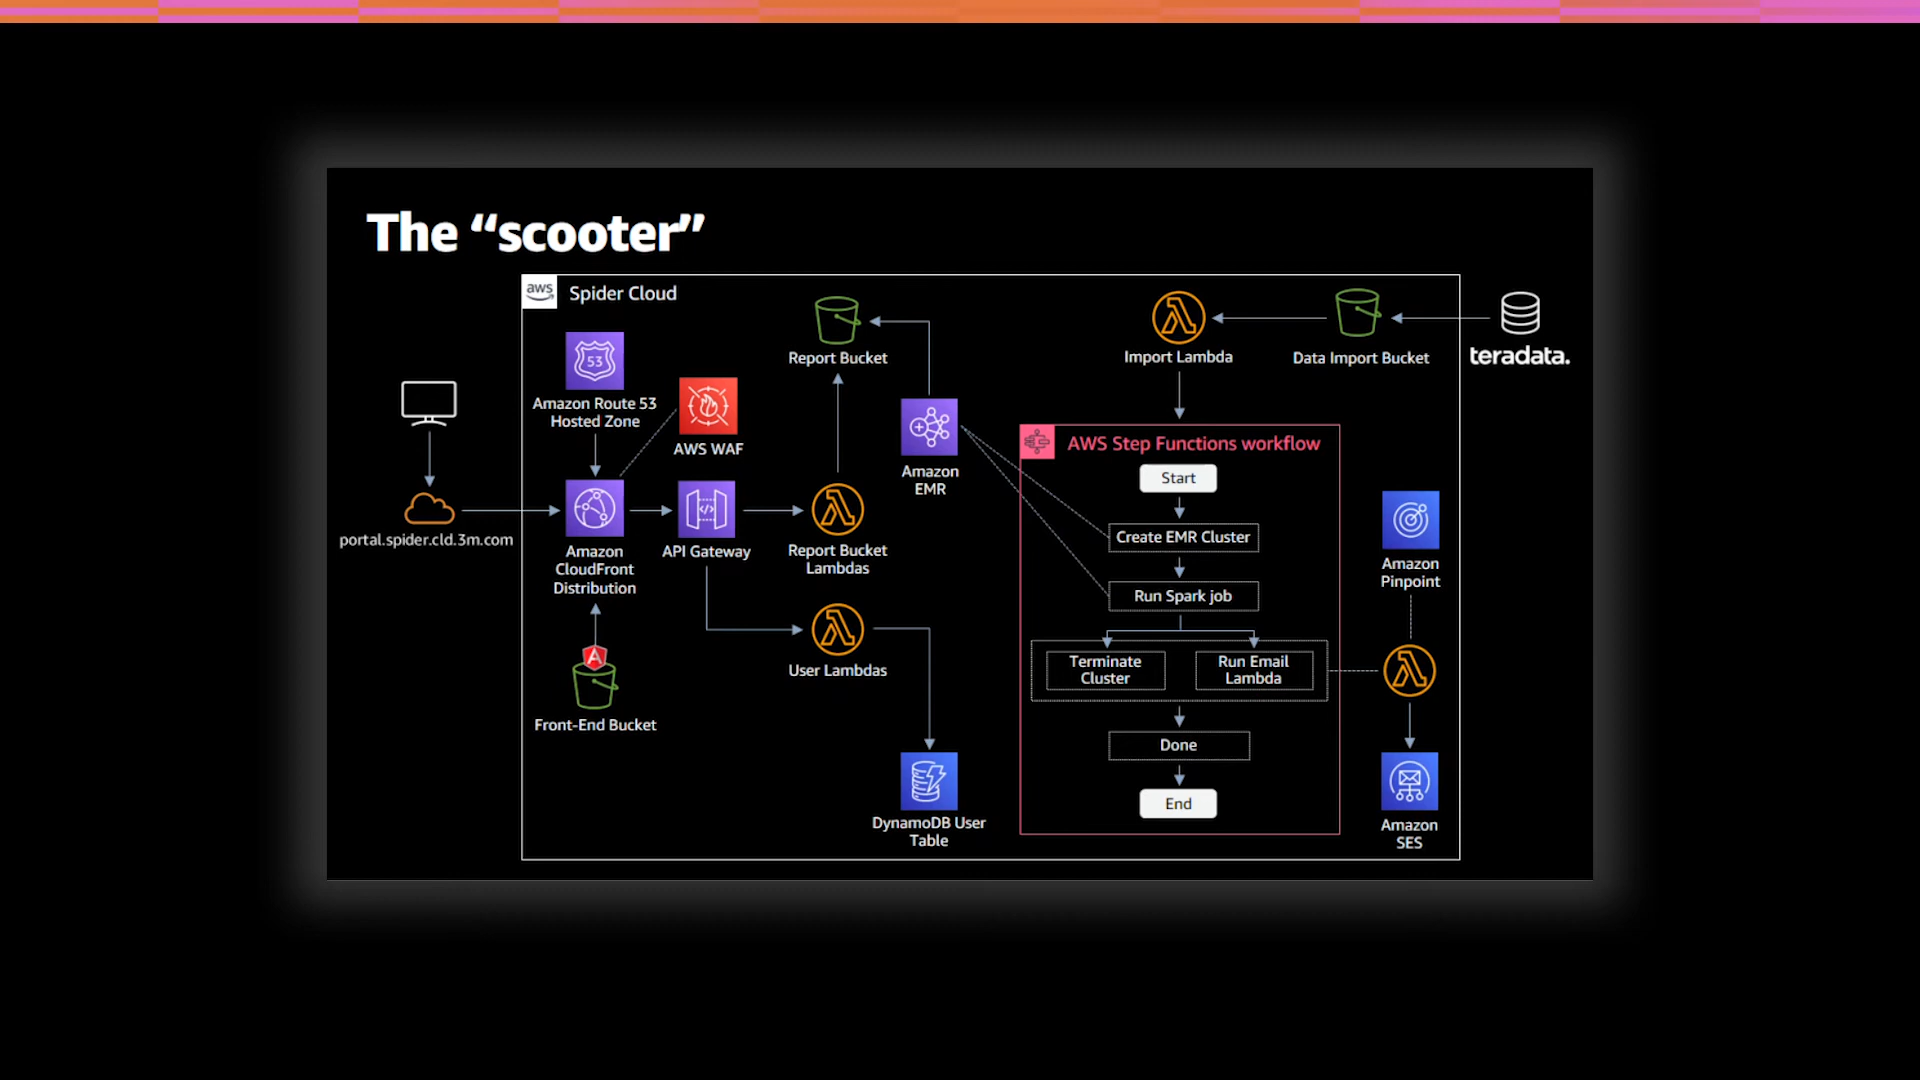 The “scooter”
aws
Spider Cloud
53
Amazon Route 53
Hosted Zone
AWS WAF
portal.spider.cld.3m.com
Amazon
CloudFront
Distribution
API Gateway
Front-End Bucket
A
Report Bucket
Report Bucket
Lambdas
User Lambdas
Amazon
EMR
DynamoDB User
Table
Import Lambda
Data Import Bucket
teradata.
AWS Step Functions workflow
Start
Create EMR Cluster
Run Spark job
Terminate
Cluster
Run Email
Lambda
Done
End
Amazon
Pinpoint
Amazon
SES